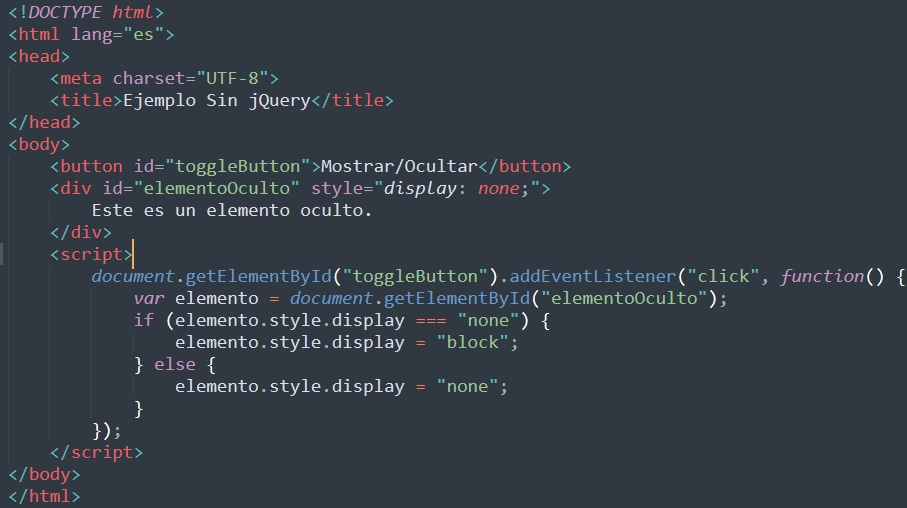 <!DOCTYPE html>
<html lang="es">
<head>
    <meta charset="UTF-8">
    <title>Ejemplo Sin jQuery</title>
</head>
<body>
    <button id="toggleButton">Mostrar/Ocultar</button>
    <div id="elementoOculto" style="display: none;">
        Este es un elemento oculto.
    </div>
    <script>
        document.getElementById("toggleButton").addEventListener("click", function() {
            var elemento = document.getElementById("elementoOculto");
            if (elemento.style.display === "none") {
                elemento.style.display = "block";
            } else {
                elemento.style.display = "none";
            }
        });
    </script>
</body>
</html>